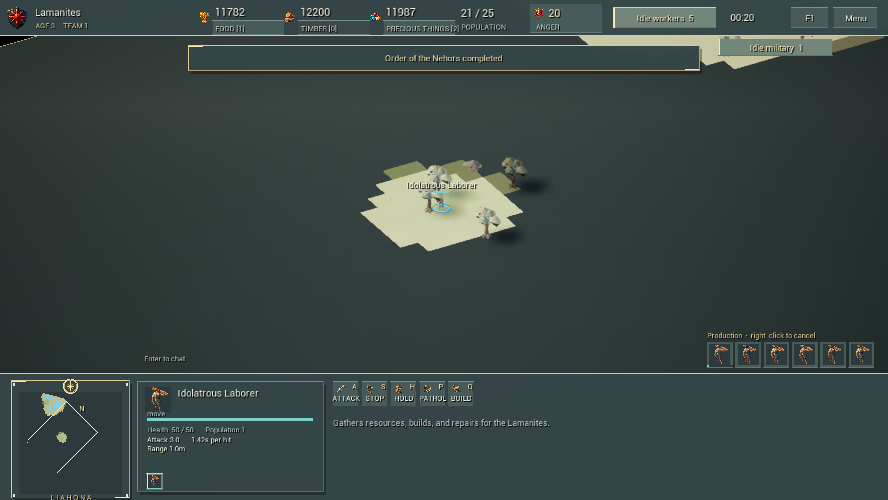 Lamanites
AGE 3 TEAM 1
11782
FOOD [1]
12200
TIMBER [0]
11987
PRECIOUS THINGS [2]
21 / 25
POPULATION
20
ANGER
Idle workers 5
00:20
F1
Menu
Idle military 1
Order of the Nehors completed
Idolatrous Laborer
Production · right click to cancel
Enter to chat
N
LIAHONA
Idolatrous Laborer
move
Health 50 / 50 Population 1
Attack 3.0 1.42s per hit
Range 1.0m
A S H P Q
ATTACK STOP HOLD PATROL BUILD
Gathers resources, builds, and repairs for the Lamanites.